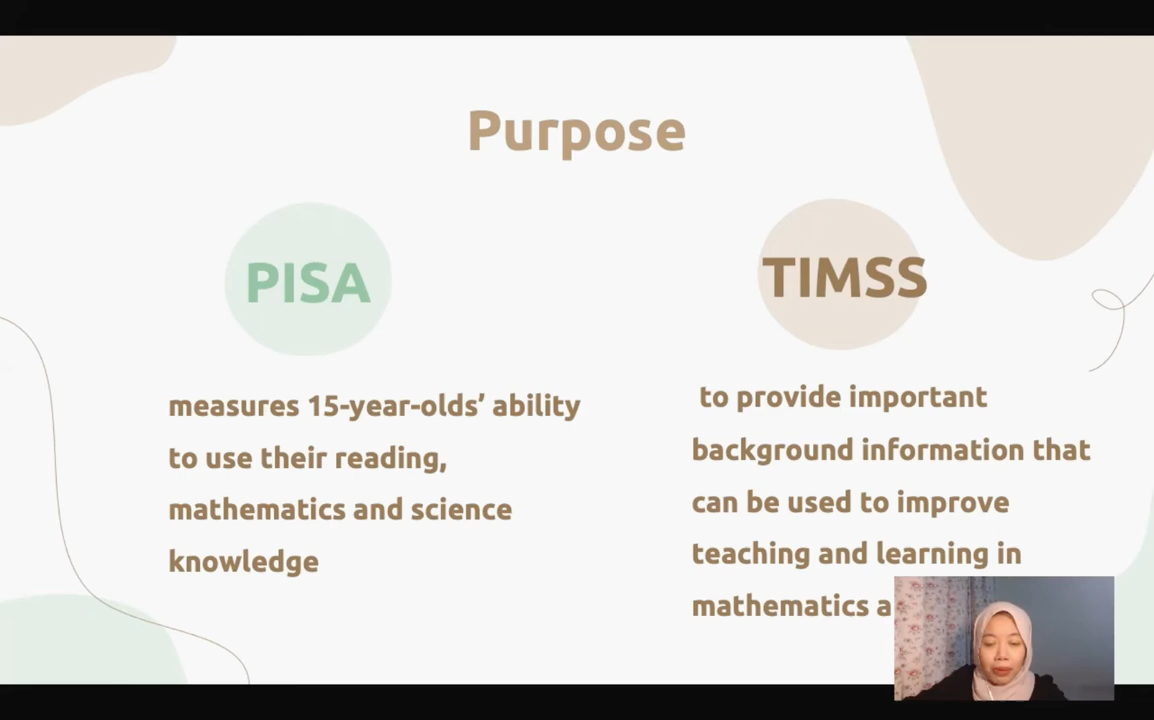 Purpose
PISA
measures 15-year-olds’ ability
to use their reading,
mathematics and science
knowledge
TIMSS
to provide important
background information that
can be used to improve
teaching and learning in
mathematics a